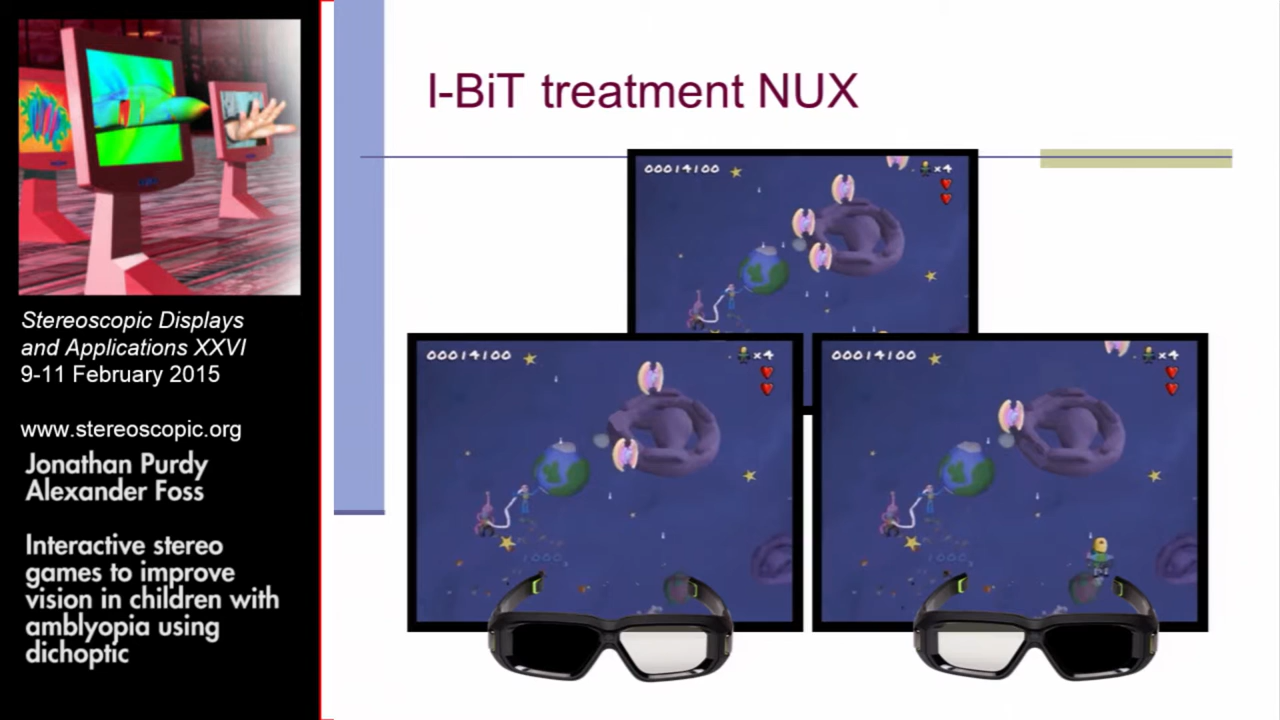 Stereoscopic Displays
and Applications XXVI
9-11 February 2015
www.stereoscopic.org
Jonathan Purdy
Alexander Foss
Interactive stereo
games to improve
vision in children with
amblyopia using
dichoptic
I-BiT treatment NUX
00014100
x4
00014100
x4
00014100
x4